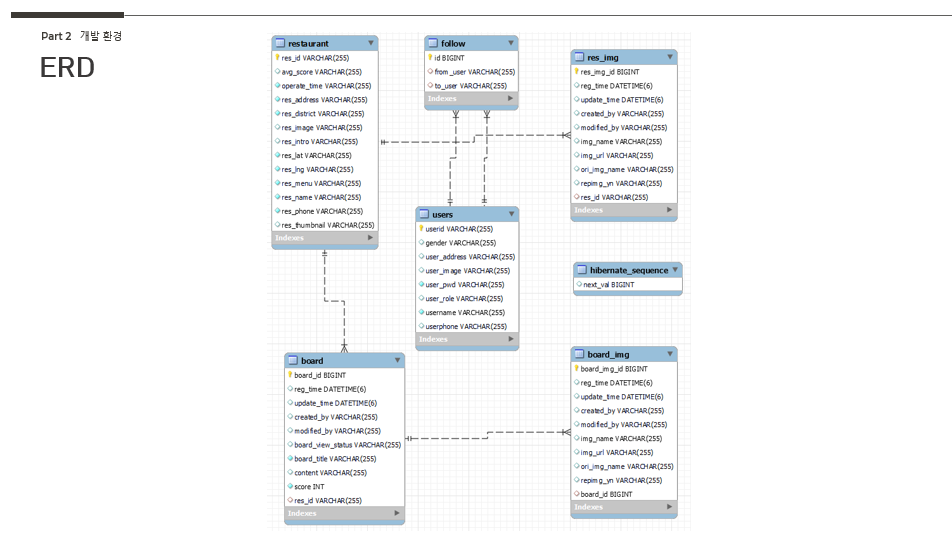 Part 2 개발 환경
ERD
restaurant
res_id VARCHAR(255)
avg_score VARCHAR(255)
operate_time VARCHAR(255)
res_address VARCHAR(255)
res_district VARCHAR(255)
res_image VARCHAR(255)
res_intro VARCHAR(255)
res_lat VARCHAR(255)
res_lng VARCHAR(255)
res_menu VARCHAR(255)
res_name VARCHAR(255)
res_phone VARCHAR(255)
res_thumbnail VARCHAR(255)
Indexes
follow
id BIGINT
from_user VARCHAR(255)
to_user VARCHAR(255)
Indexes
res_img
res_img_id BIGINT
reg_time DATETIME(6)
update_time DATETIME(6)
created_by VARCHAR(255)
modified_by VARCHAR(255)
img_name VARCHAR(255)
img_url VARCHAR(255)
ori_img_name VARCHAR(255)
repimg_yn VARCHAR(255)
res_id VARCHAR(255)
Indexes
users
userid VARCHAR(255)
gender VARCHAR(255)
user_address VARCHAR(255)
user_image VARCHAR(255)
user_pwd VARCHAR(255)
user_role VARCHAR(255)
username VARCHAR(255)
userphone VARCHAR(255)
Indexes
hibernate_sequence
next_val BIGINT
board
board_id BIGINT
reg_time DATETIME(6)
update_time DATETIME(6)
created_by VARCHAR(255)
modified_by VARCHAR(255)
board_view_status VARCHAR(255)
board_title VARCHAR(255)
content VARCHAR(255)
score INT
res_id VARCHAR(255)
Indexes
board_img
board_img_id BIGINT
reg_time DATETIME(6)
update_time DATETIME(6)
created_by VARCHAR(255)
modified_by VARCHAR(255)
img_name VARCHAR(255)
img_url VARCHAR(255)
ori_img_name VARCHAR(255)
repimg_yn VARCHAR(255)
board_id BIGINT
Indexes